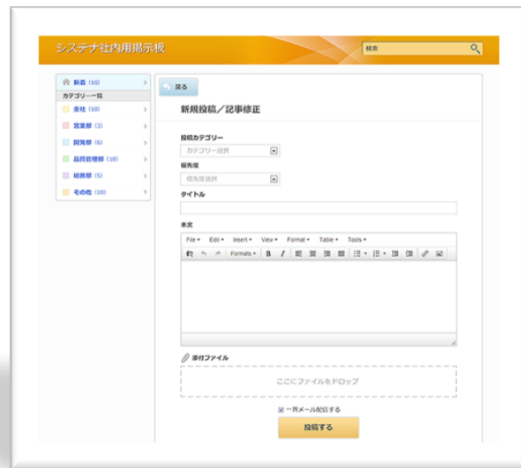 システナ社内用掲示板
検索
新着 (10)
カテゴリー一覧
全社 (10)
営業部 (3)
開発部 (6)
品質管理部 (10)
総務部 (5)
その他 (10)
戻る
新規投稿／記事修正
投稿カテゴリー
カテゴリー選択
優先度
優先度選択
タイトル
本文
File Edit Insert View Format Table Tools
Formats B I
添付ファイル
ここにファイルをドロップ
一斉メール配信する
投稿する